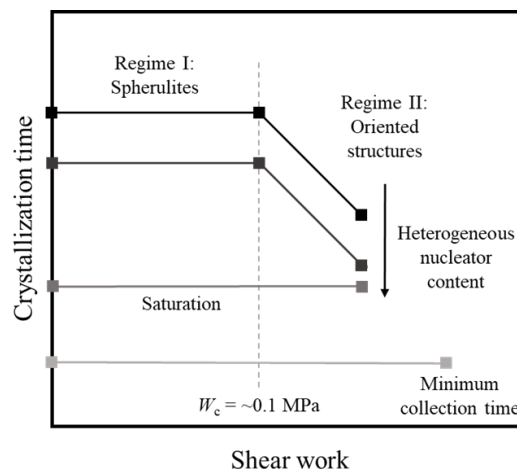 Regime I:
Spherulites
Regime II:
Oriented
structures
Crystallization time
Heterogeneous
nucleator
content
Saturation
Wc = ~0.1 MPa
Minimum
collection time
Shear work